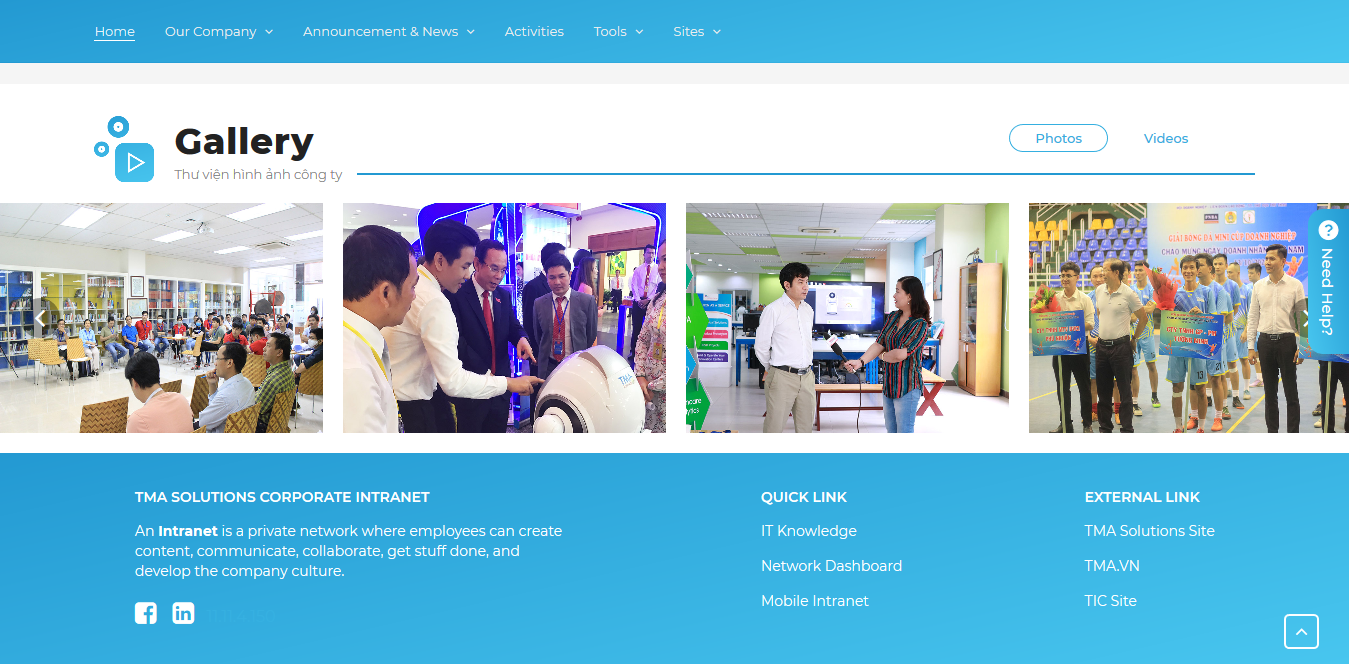 Home
Our Company
Announcement & News
Activities
Tools
Sites
Gallery
Thư viện hình ảnh công ty
Photos
Videos
TMA
GIẢI BÓNG ĐÁ MINI CÚP DOANH NGHIỆP
CHÀO MỪNG NGÀY DOANH NHÂN VIỆT NAM
? Need Help?
TMA SOLUTIONS CORPORATE INTRANET
An Intranet is a private network where employees can create
content, communicate, collaborate, get stuff done, and
develop the company culture.
QUICK LINK
IT Knowledge
Network Dashboard
Mobile Intranet
EXTERNAL LINK
TMA Solutions Site
TMA.VN
TIC Site